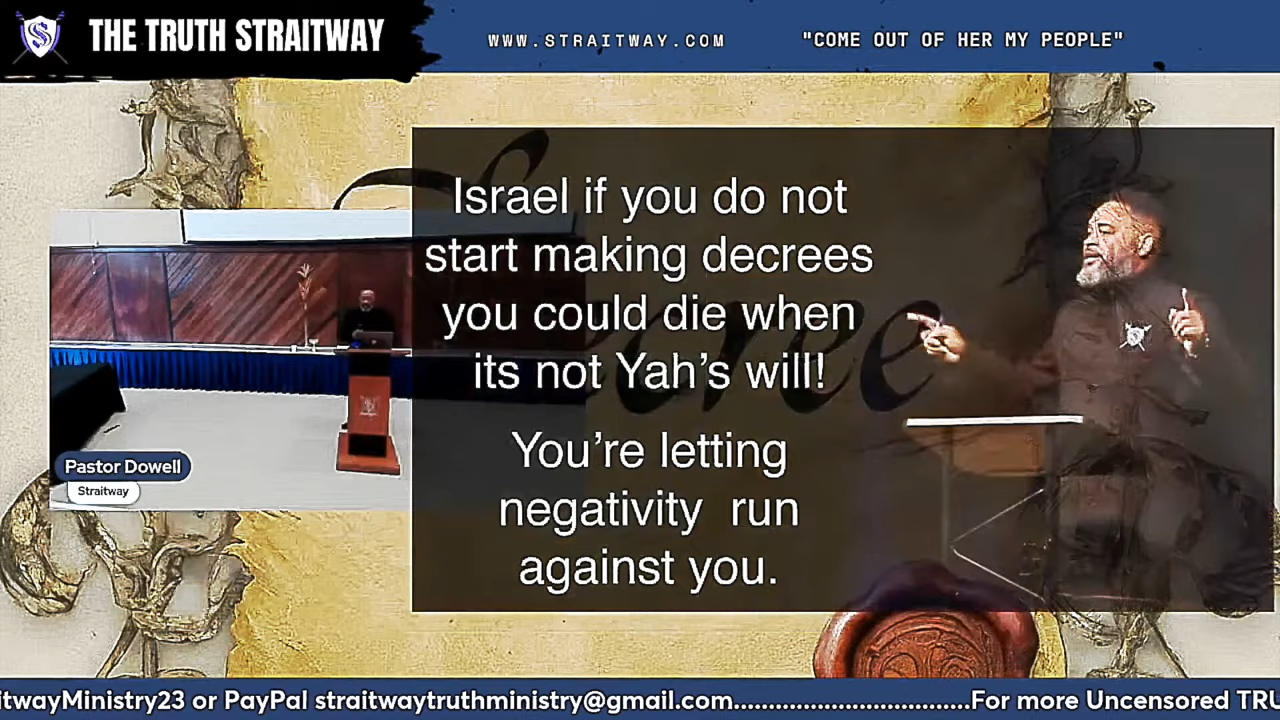 THE TRUTH STRAITWAY
WWW.STRAITWAY.COM
"COME OUT OF HER MY PEOPLE"
Israel if you do not
start making decrees
you could die when
its not Yah's will!
You're letting
negativity run
against you.
Pastor Dowell
Straitway
itwayMinistry23 or PayPal straitwaytruthministry@gmail.com..................................For more Uncensored TRU